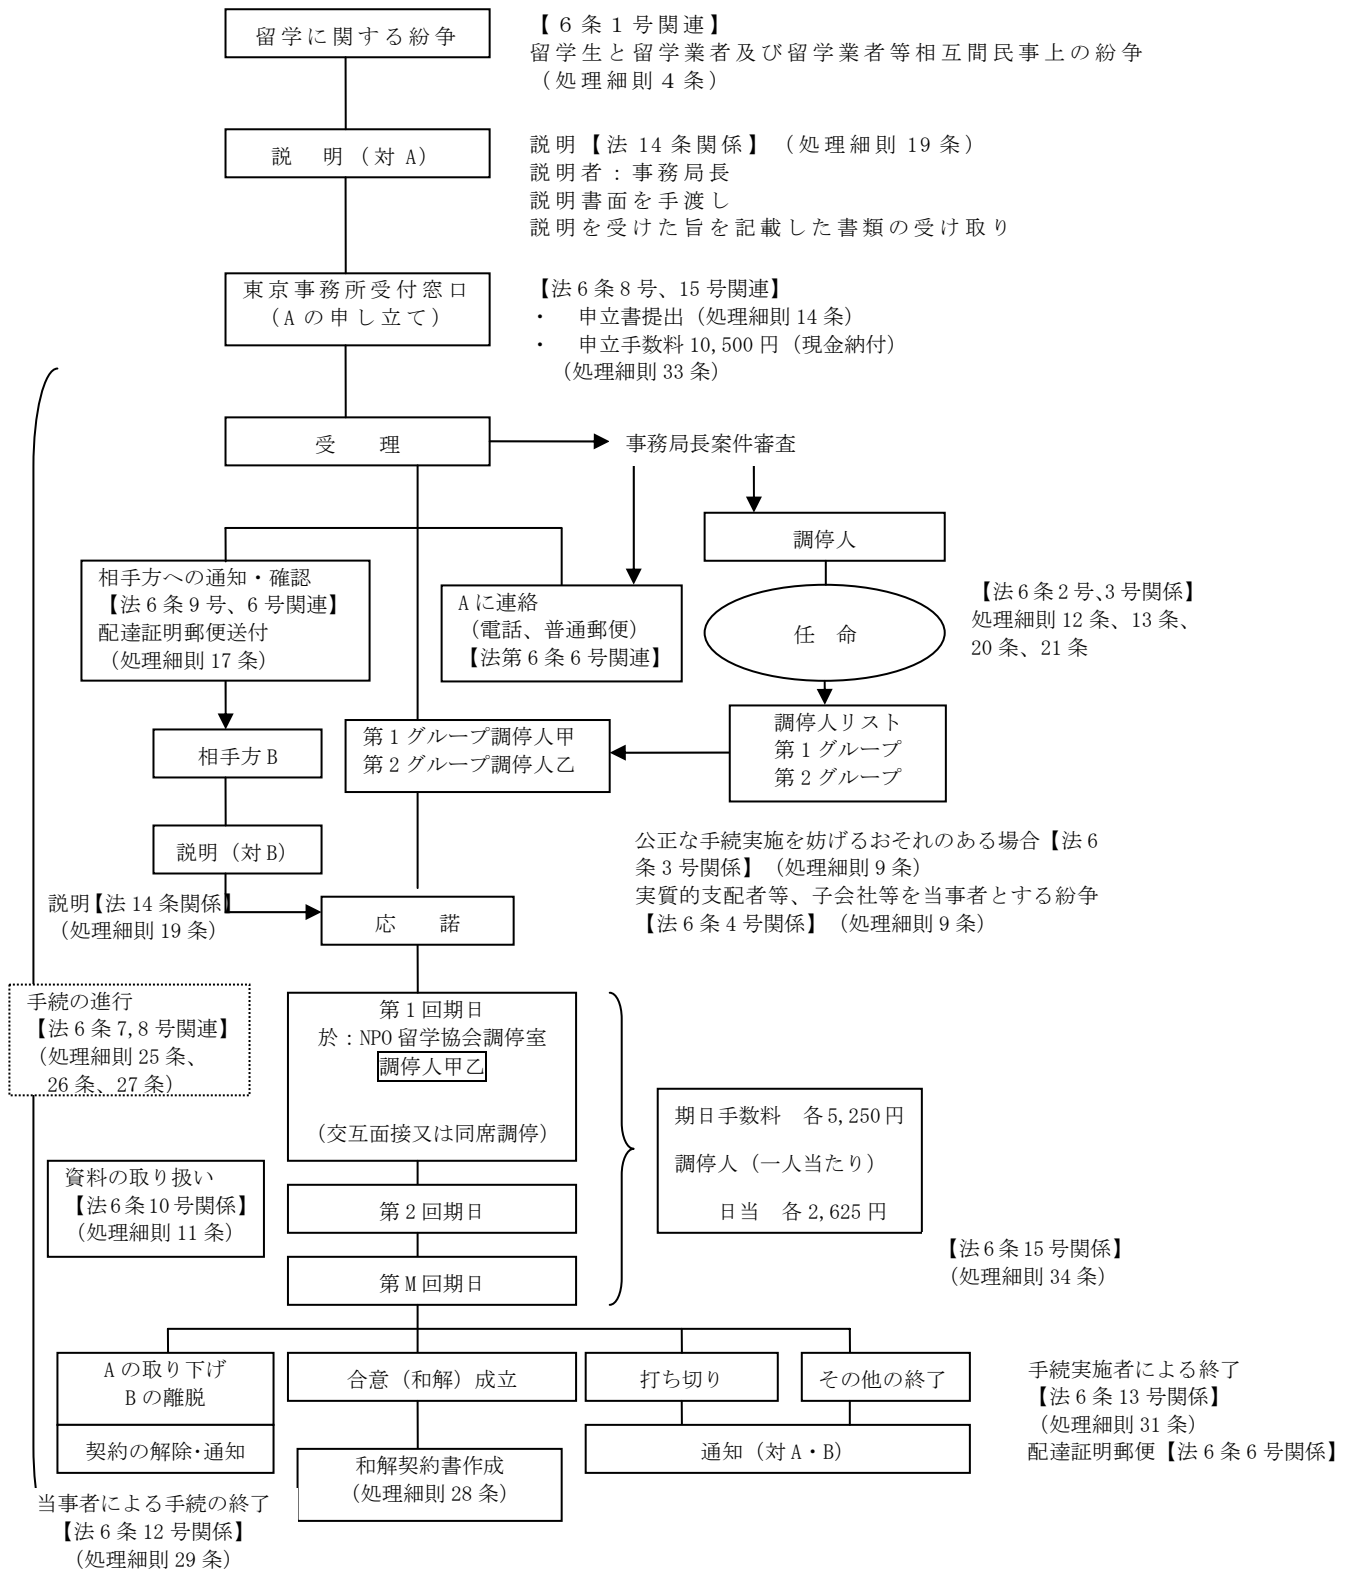 留学に関する紛争
【6条1号関連】
留学生と留学業者及び留学業者等相互間民事上の紛争
（処理細則4条）
説　明（対A）
説明【法14条関係】（処理細則19条）
説明者：事務局長
説明書面を手渡し
説明を受けた旨を記載した書類の受け取り
東京事務所受付窓口
（Aの申し立て）
【法6条8号、15号関連】
・　申立書提出（処理細則14条）
・　申立手数料10,500円（現金納付）
（処理細則33条）
受　理
事務局長案件審査
調停人
相手方への通知・確認
【法6条9号、6号関連】
配達証明郵便送付
（処理細則17条）
Aに連絡
（電話、普通郵便）
【法第6条6号関連】
任　命
【法6条2号、3号関係】
処理細則12条、13条、
20条、21条
相手方B
第1グループ調停人甲
第2グループ調停人乙
調停人リスト
第1グループ
第2グループ
説明（対B）
公正な手続実施を妨げるおそれのある場合【法6
条3号関係】（処理細則9条）
実質的支配者等、子会社等を当事者とする紛争
【法6条4号関係】（処理細則9条）
説明【法14条関係】
（処理細則19条）
応　諾
手続の進行
【法6条7,8号関連】
（処理細則25条、
26条、27条）
第1回期日
於：NPO留学協会調停室
調停人甲乙
（交互面接又は同席調停）
期日手数料　各5,250円
調停人（一人当たり）
日当　各2,625円
資料の取り扱い
【法6条10号関係】
（処理細則11条）
第2回期日
【法6条15号関係】
（処理細則34条）
第M回期日
Aの取り下げ
Bの離脱
合意（和解）成立
打ち切り
その他の終了
手続実施者による終了
【法6条13号関係】
（処理細則31条）
配達証明郵便【法6条6号関係】
契約の解除・通知
和解契約書作成
（処理細則28条）
通知（対A・B）
当事者による手続の終了
【法6条12号関係】
（処理細則29条）